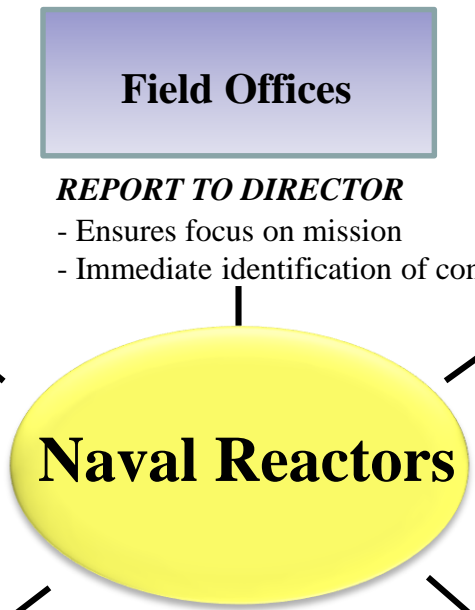 Field Offices
REPORT TO DIRECTOR
- Ensures focus on mission
- Immediate identification of
Naval Reactors